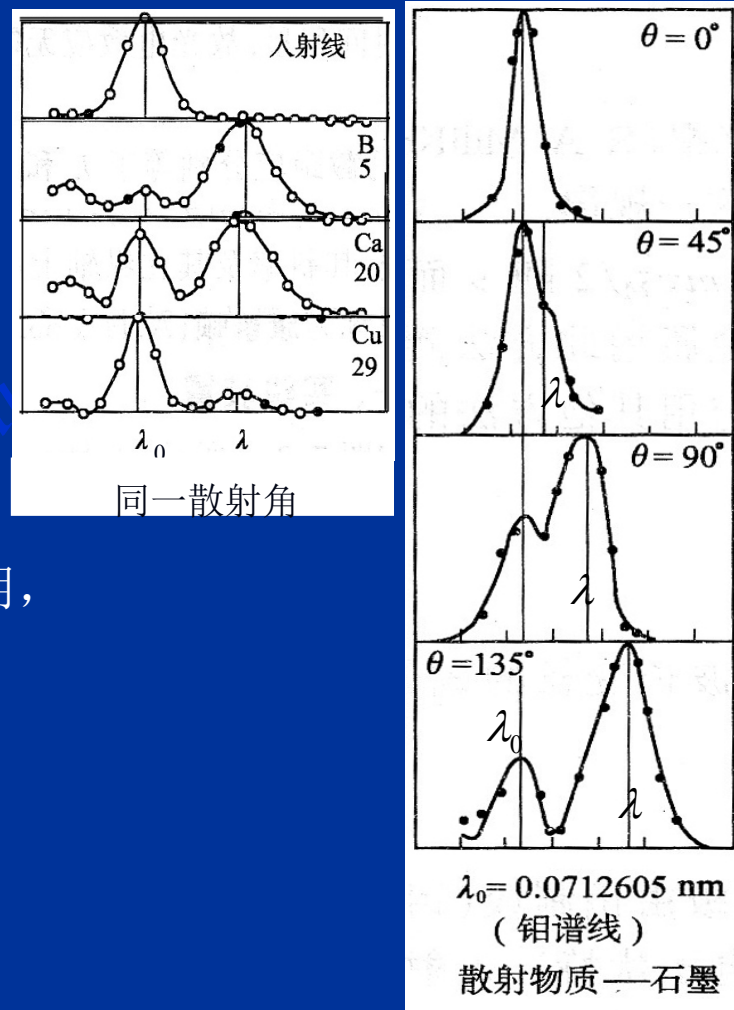 入射线
B
5
Ca
20
Cu
29
λ₀ λ
同一散射角
θ = 0°
θ = 45°
λ
θ = 90°
λ
θ =135°
λ₀
λ
λ₀= 0.0712605 nm
( 钼谱线 )
散射物质—石墨